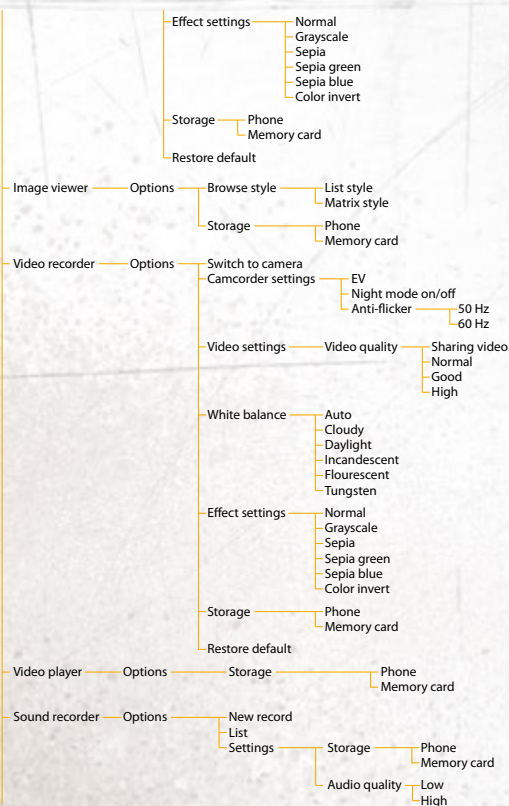 Effect settings Normal
Grayscale
Sepia
Sepia green
Sepia blue
Color invert
Storage Phone
Memory card
Restore default
Image viewer Options Browse style List style
Matrix style
Storage Phone
Memory card
Video recorder Options Switch to camera
Camcorder settings EV
Night mode on/off
Anti-flicker 50 Hz
60 Hz
Video settings Video quality Sharing video
Normal
Good
High
White balance Auto
Cloudy
Daylight
Incandescent
Flourescent
Tungsten
Effect settings Normal
Grayscale
Sepia
Sepia green
Sepia blue
Color invert
Storage Phone
Memory card
Restore default
Video player Options Storage Phone
Memory card
Sound recorder Options New record
List
Settings Storage Phone
Memory card
Audio quality Low
High